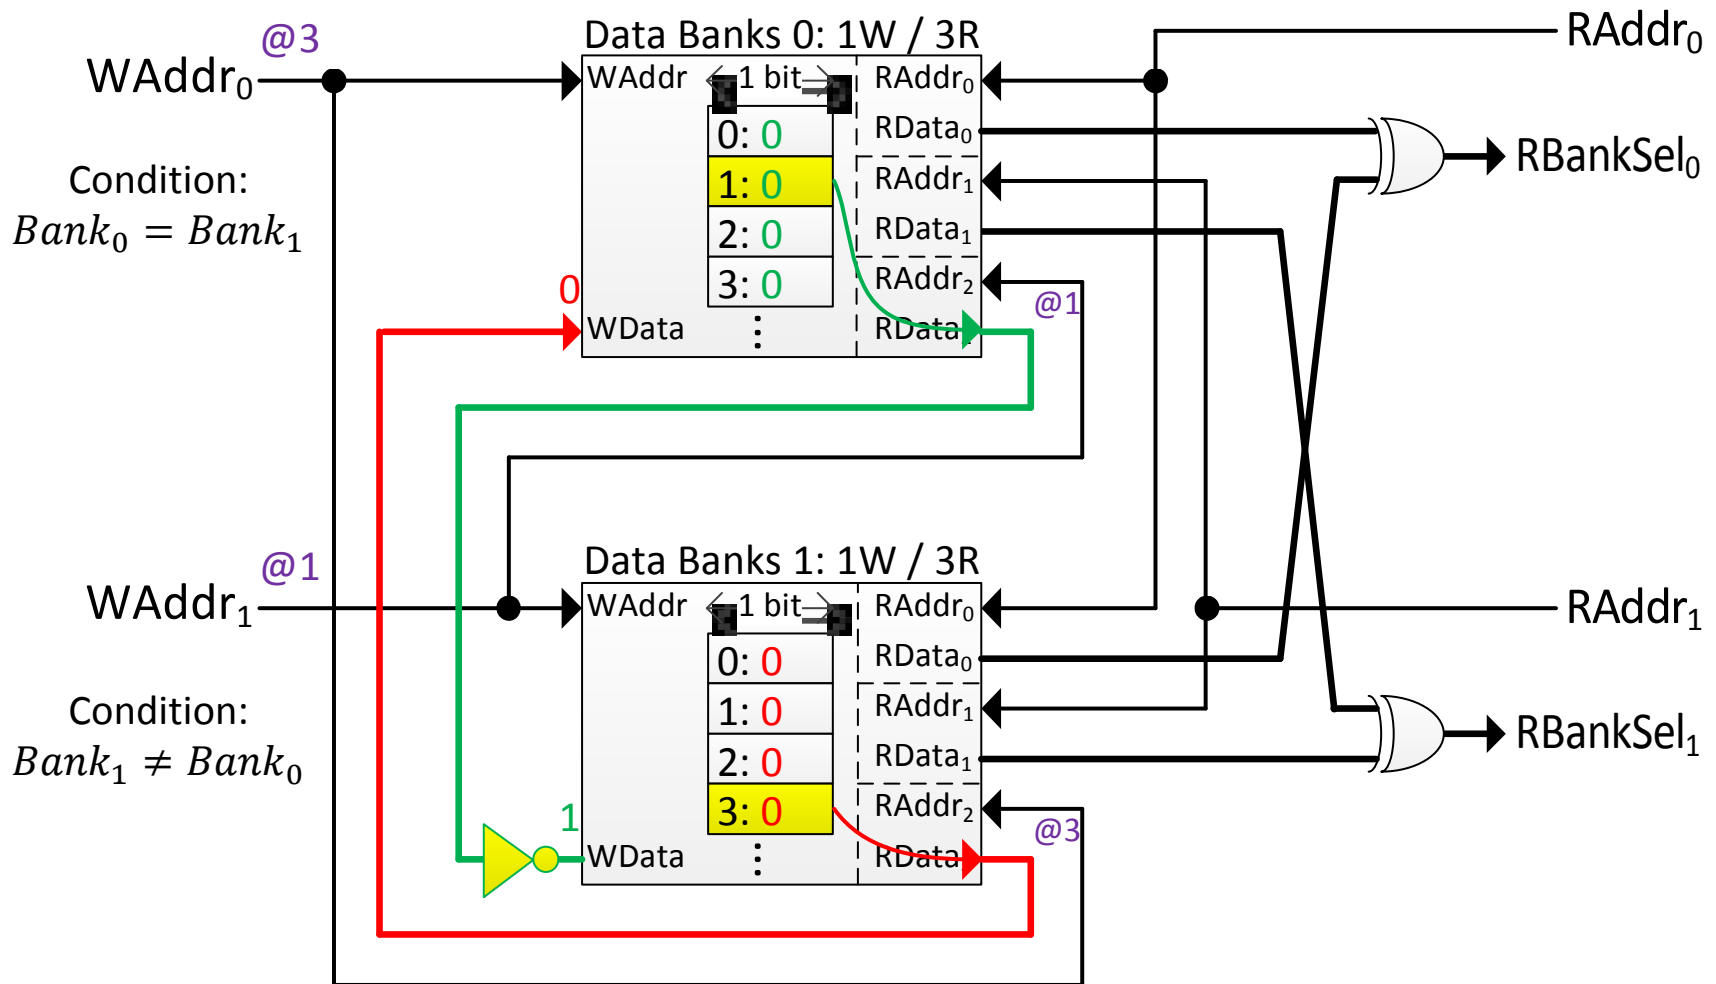 Data Banks 0: 1W / 3R
RAddr0
@3
WAddr0
WAddr
1 bit
RAddr0
0: 0
RData0
RBankSel0
Condition:
1: 0
RAddr1
Bank0 = Bank1
2: 0
RData1
3: 0
RAddr2
0
@1
WData
⋮
Data Banks 1: 1W / 3R
@1
WAddr1
WAddr
1 bit
RAddr0
RAddr1
0: 0
RData0
Condition:
1: 0
RAddr1
Bank1 ≠ Bank0
2: 0
RData1
RBankSel1
3: 0
RAddr2
1
@3
WData
⋮